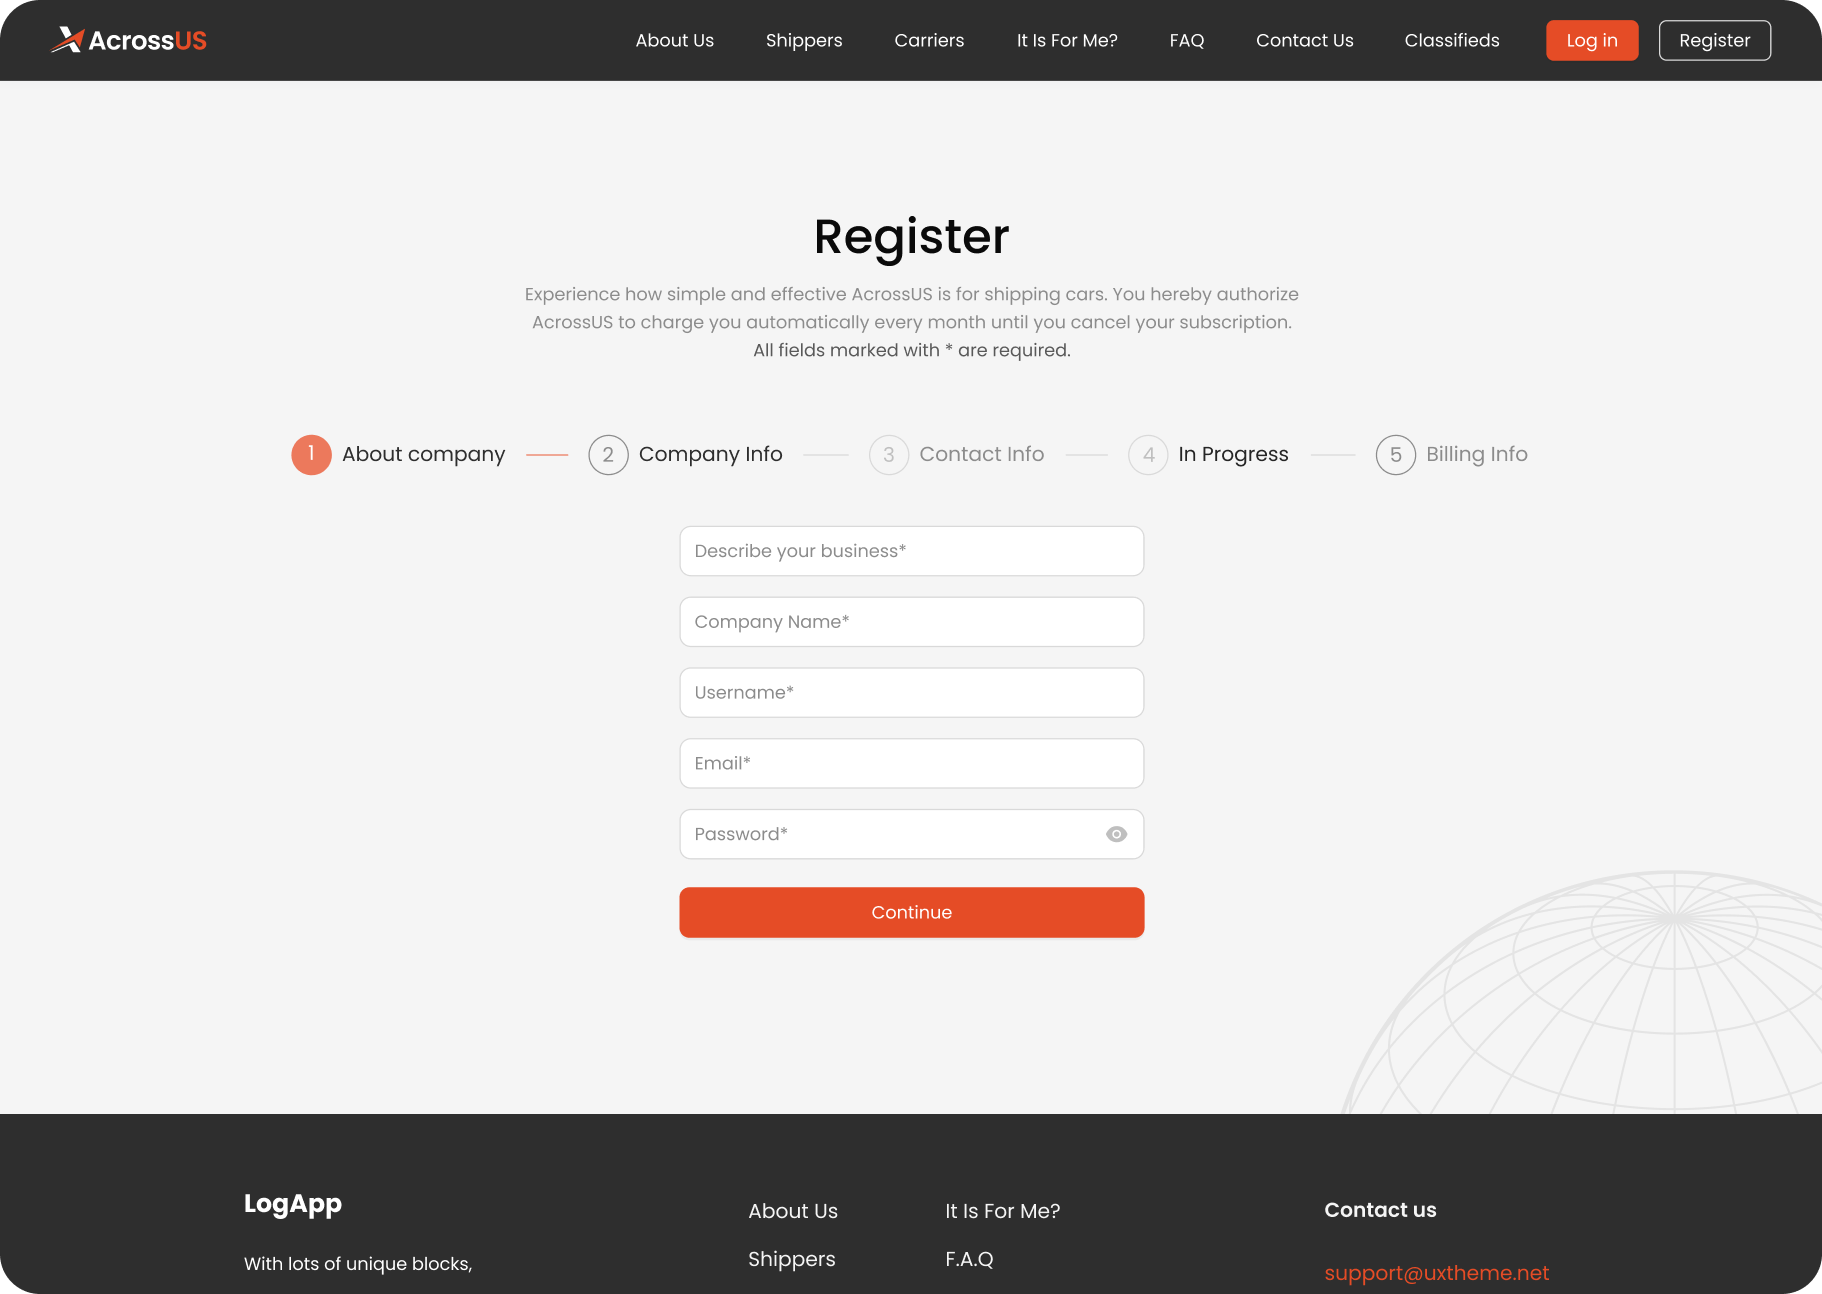 AcrossUS
About Us
Shippers
Carriers
It Is For Me?
FAQ
Contact Us
Classifieds
Log in
Register
Register
Experience how simple and effective AcrossUS is for shipping cars. You hereby authorize
AcrossUS to charge you automatically every month until you cancel your subscription.
All fields marked with * are required.
1 About company
2 Company Info
3 Contact Info
4 In Progress
5 Billing Info
Describe your business*
Company Name*
Username*
Email*
Password*
Continue
LogApp
With lots of unique blocks,
About Us
Shippers
It Is For Me?
F.A.Q
Contact us
support@uxtheme.net